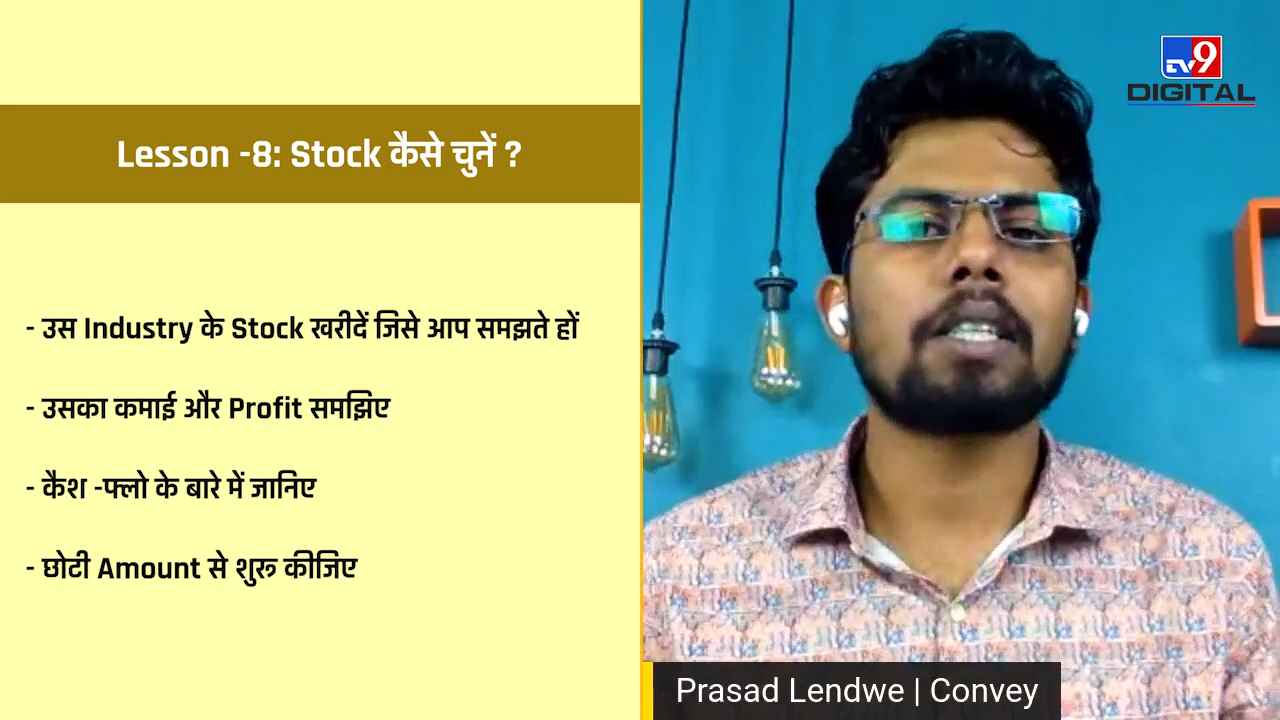 Lesson -8: Stock कैसे चुनें ?
- उस Industry के Stock खरीदें जिसे आप समझते हों
- उसका कमाई और Profit समझिए
- कैश -फ्लो के बारे में जानिए
- छोटी Amount से शुरू कीजिए
TV9
DIGITAL
Prasad Lendwe | Convey